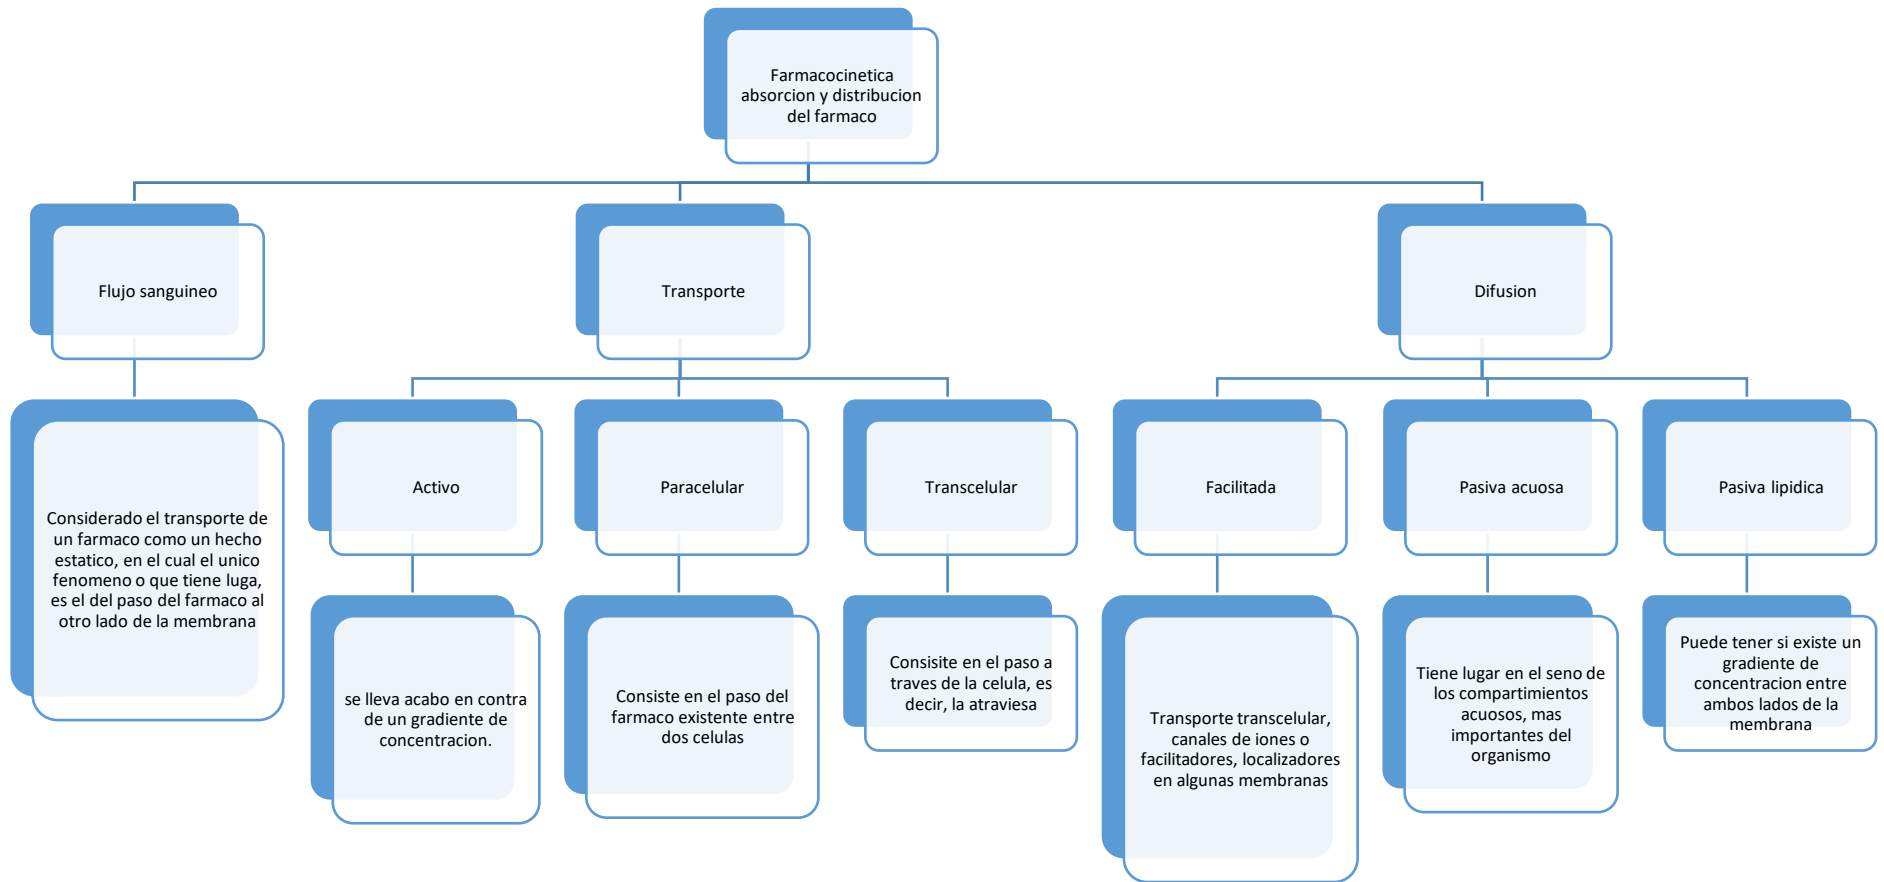 Farmacocinetica
absorcion y distribucion
del farmaco
Flujo sanguineo
Transporte
Difusion
Activo
Paracelular
Transcelular
Facilitada
Pasiva acuosa
Pasiva lipidica
Considerado el transporte de
un farmaco como un hecho
estatico, en el cual el unico
fenomeno o que tiene luga,
es el del paso del farmaco al
otro lado de la membrana
se lleva acabo en contra
de un gradiente de
concentracion.
Consiste en el paso del
farmaco existente entre
dos celulas
Consisite en el paso a
traves de la celula, es
decir, la atraviesa
Transporte transcelular,
canales de iones o
facilitadores, localizadores
en algunas membranas
Tiene lugar en el seno de
los compartimientos
acuosos, mas
importantes del
organismo
Puede tener si existe un
gradiente de
concentracion entre
ambos lados de la
membrana